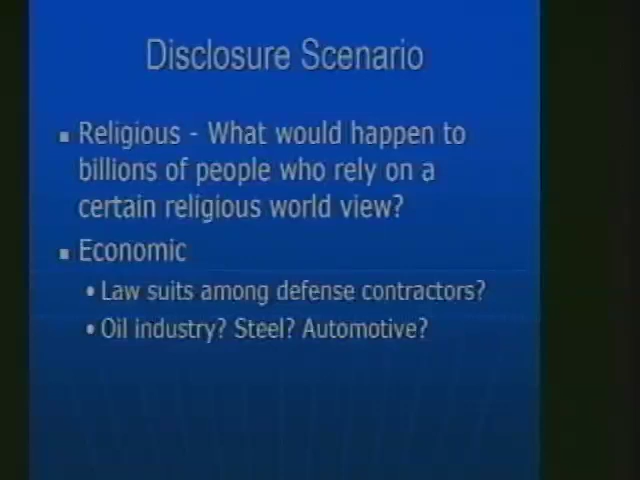 Disclosure Scenario
▪ Religious - What would happen to
billions of people who rely on a
certain religious world view?
▪ Economic
• Law suits among defense contractors?
• Oil industry? Steel? Automotive?